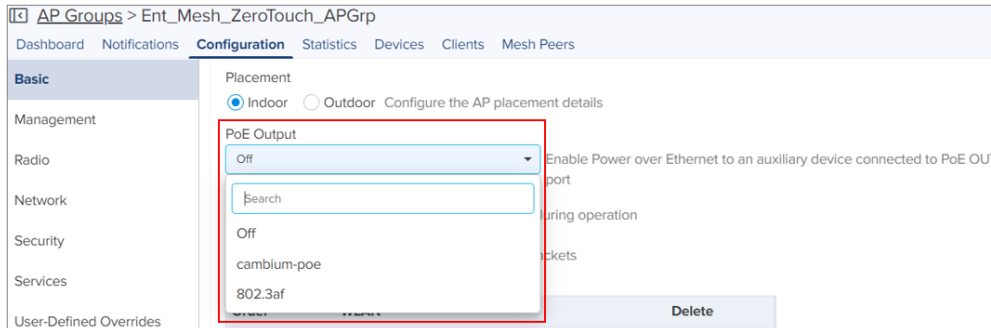 AP Groups > Ent_Mesh_ZeroTouch_APGrp
Dashboard Notifications Configuration Statistics Devices Clients Mesh Peers
Basic
Management
Radio
Network
Security
Services
User-Defined Overrides
Placement
Indoor Outdoor Configure the AP placement details
PoE Output
Off
Enable Power over Ethernet to an auxiliary device connected to PoE OU
port
Search
during operation
Off
cambium-poe
802.3af
Delete